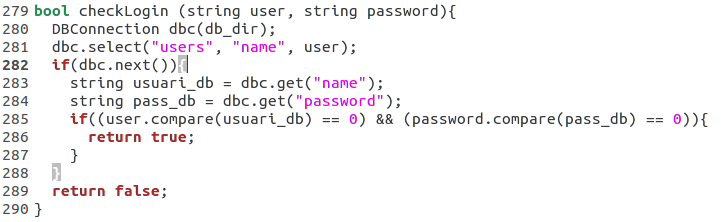 279 bool checkLogin (string user, string password){
280   DBConnection dbc(db_dir);
281   dbc.select("users", "name", user);
282   if(dbc.next()){
283     string usuari_db = dbc.get("name");
284     string pass_db = dbc.get("password");
285     if((user.compare(usuari_db) == 0) && (password.compare(pass_db) == 0)){
286       return true;
287     }
288   }
289   return false;
290 }